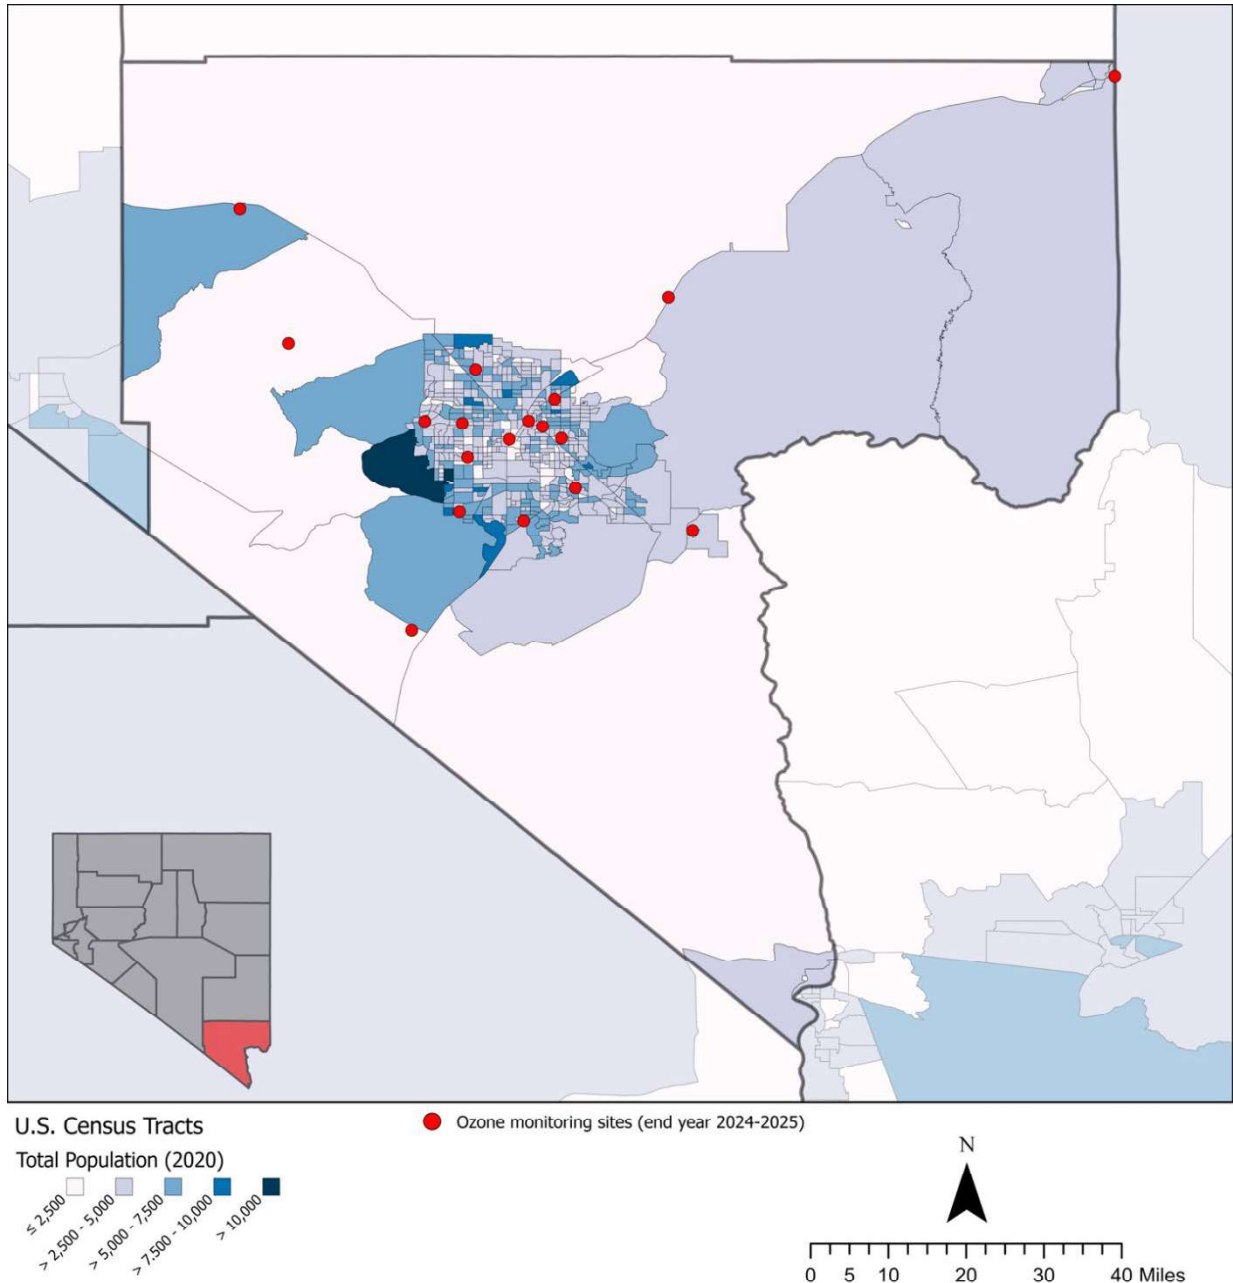 U.S. Census Tracts
Total Population (2020)
≤ 2,500
> 2,500 - 5,000
> 5,000 - 7,500
> 7,500 - 10,000
> 10,000
Ozone monitoring sites (end year 2024-2025)
N
0 5 10 20 30 40 Miles